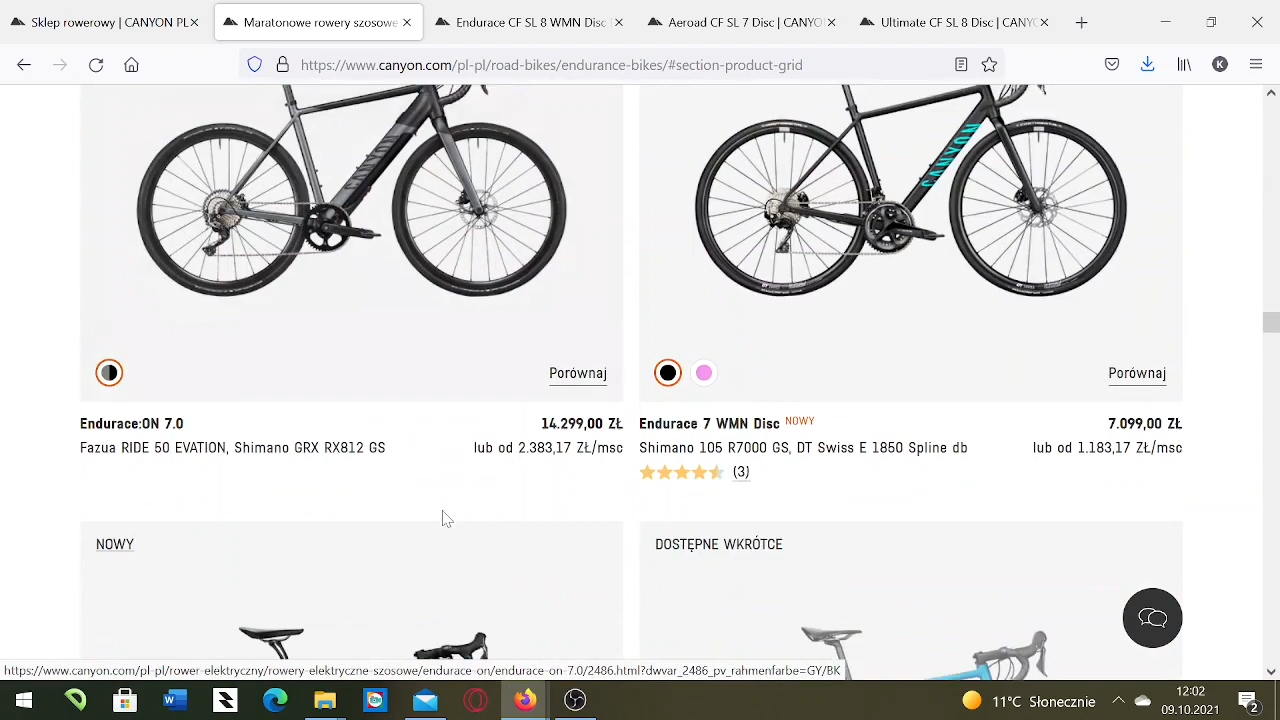 Sklep rowerowy | CANYON PL
Maratonowe rowery szosowe
Endurace CF SL 8 WMN Disc
Aeroad CF SL 7 Disc | CANYON
Ultimate CF SL 8 Disc | CANYO
https://www.canyon.com/pl-pl/road-bikes/endurance-bikes/#section-product-grid
K
CANYON
CANYON
Porównaj
Porównaj
Endurace:ON 7.0
14.299,00 ZŁ
Fazua RIDE 50 EVATION, Shimano GRX RX812 GS
lub od 2.383,17 ZŁ/msc
Endurace 7 WMN Disc NOWY
7.099,00 ZŁ
Shimano 105 R7000 GS, DT Swiss E 1850 Spline db
lub od 1.183,17 ZŁ/msc
(3)
NOWY
DOSTĘPNE WKRÓTCE
https://www.canyon.com/pl-pl/rower-elektryczny/rowery-elektryczne-szosowe/endurace-on/endurace-on-7.0/2486.html?dwvar_2486_pv_rahmenfarbe=GY/BK
11°C Słonecznie
12:02
09.10.2021
2